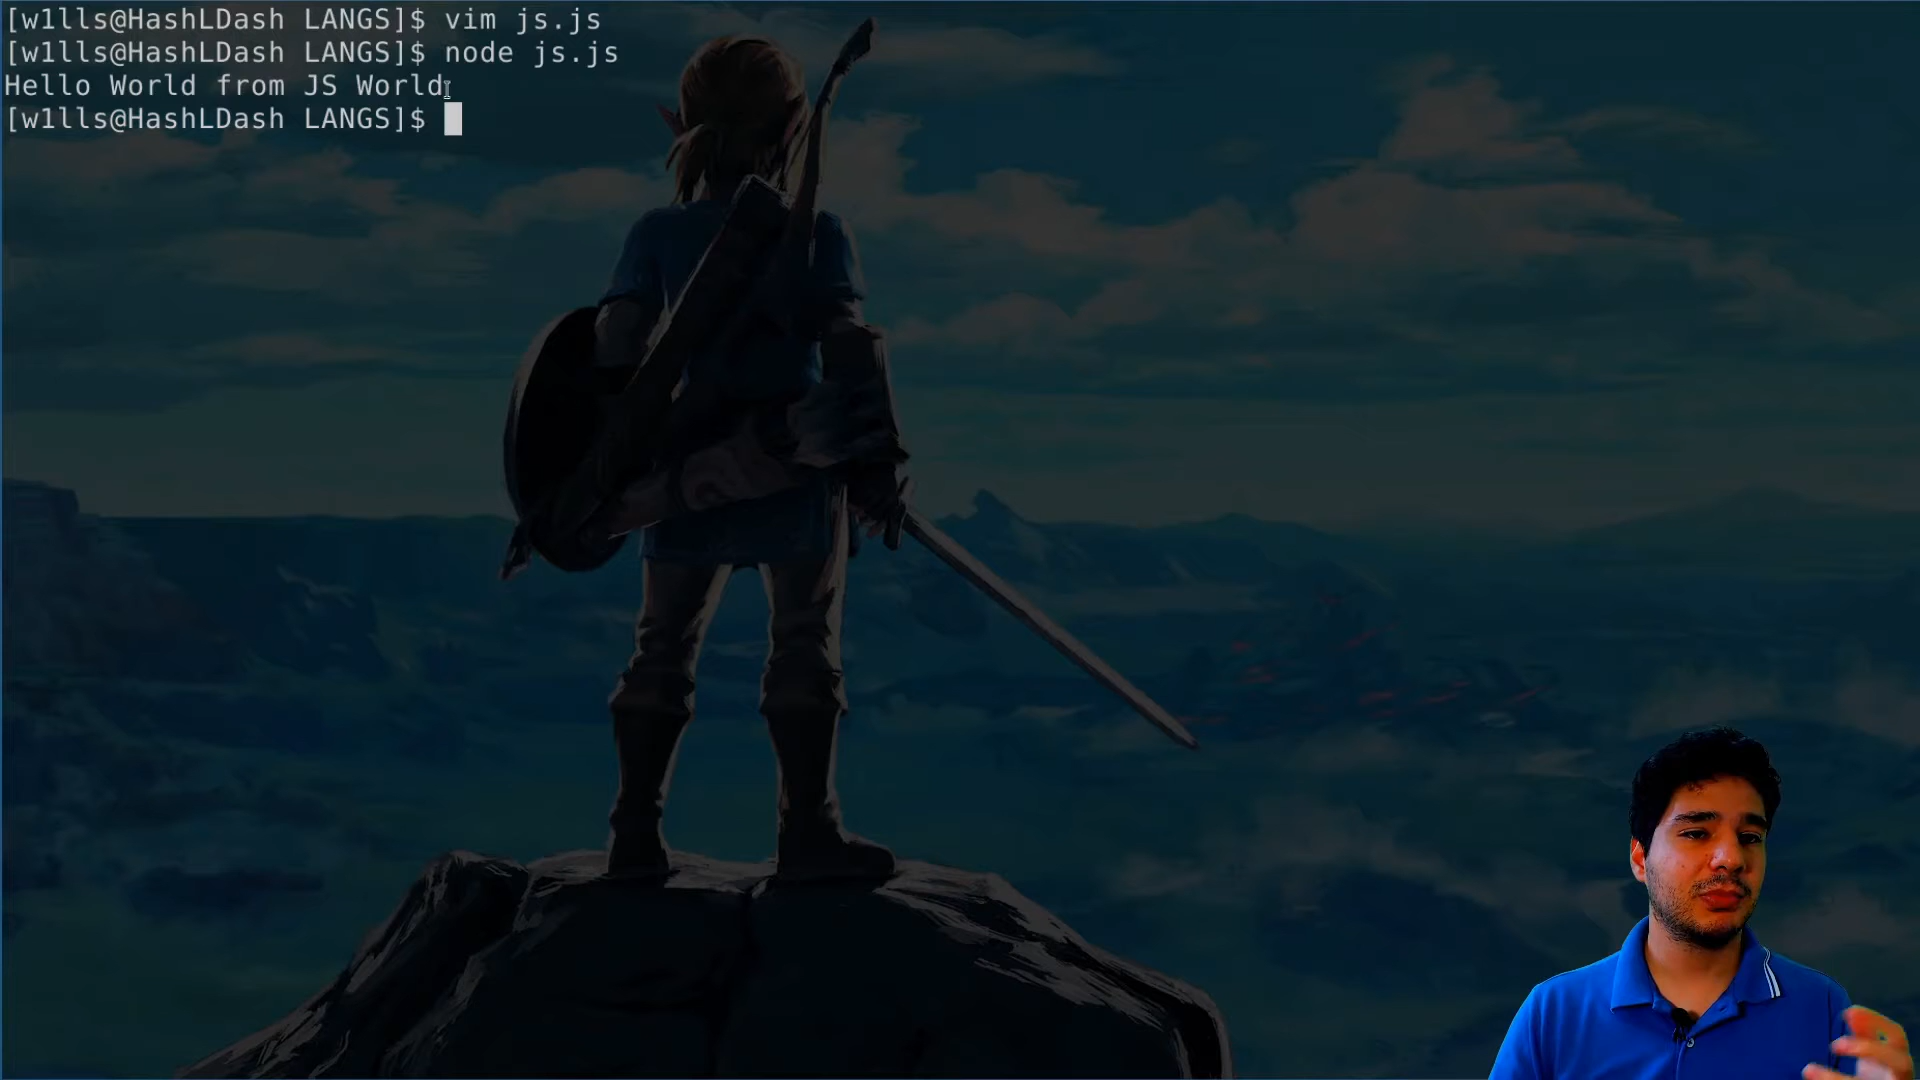 [w1lls@HashLDash LANGS]$ vim js.js
[w1lls@HashLDash LANGS]$ node js.js
Hello World from JS World
[w1lls@HashLDash LANGS]$